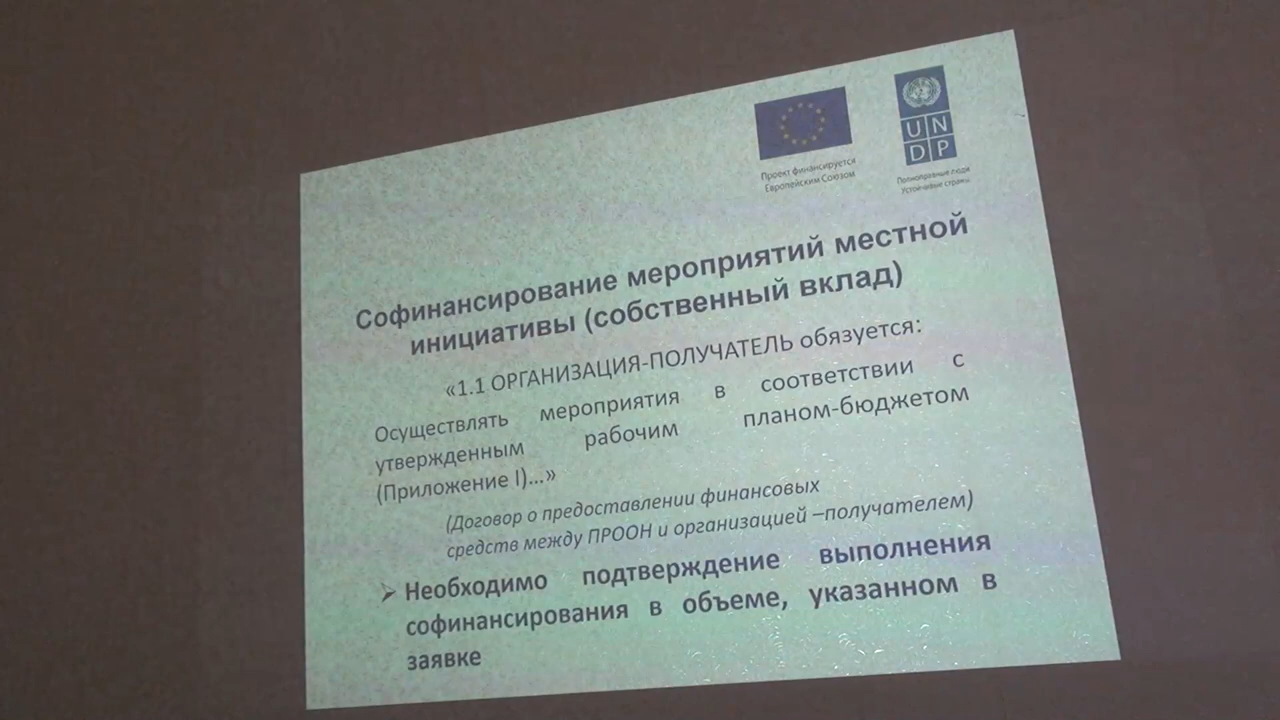 Проект финансируется
Европейским Союзом
U N
D P
Полноправные люди
Устойчивые страны
Софинансирование мероприятий местной
инициативы (собственный вклад)
«1.1 ОРГАНИЗАЦИЯ-ПОЛУЧАТЕЛЬ обязуется:
Осуществлять мероприятия в соответствии с
утвержденным рабочим планом-бюджетом
(Приложение I)...»
(Договор о предоставлении финансовых
средств между ПРООН и организацией –получателем)
➢ Необходимо подтверждение выполнения
софинансирования в объеме, указанном в
заявке